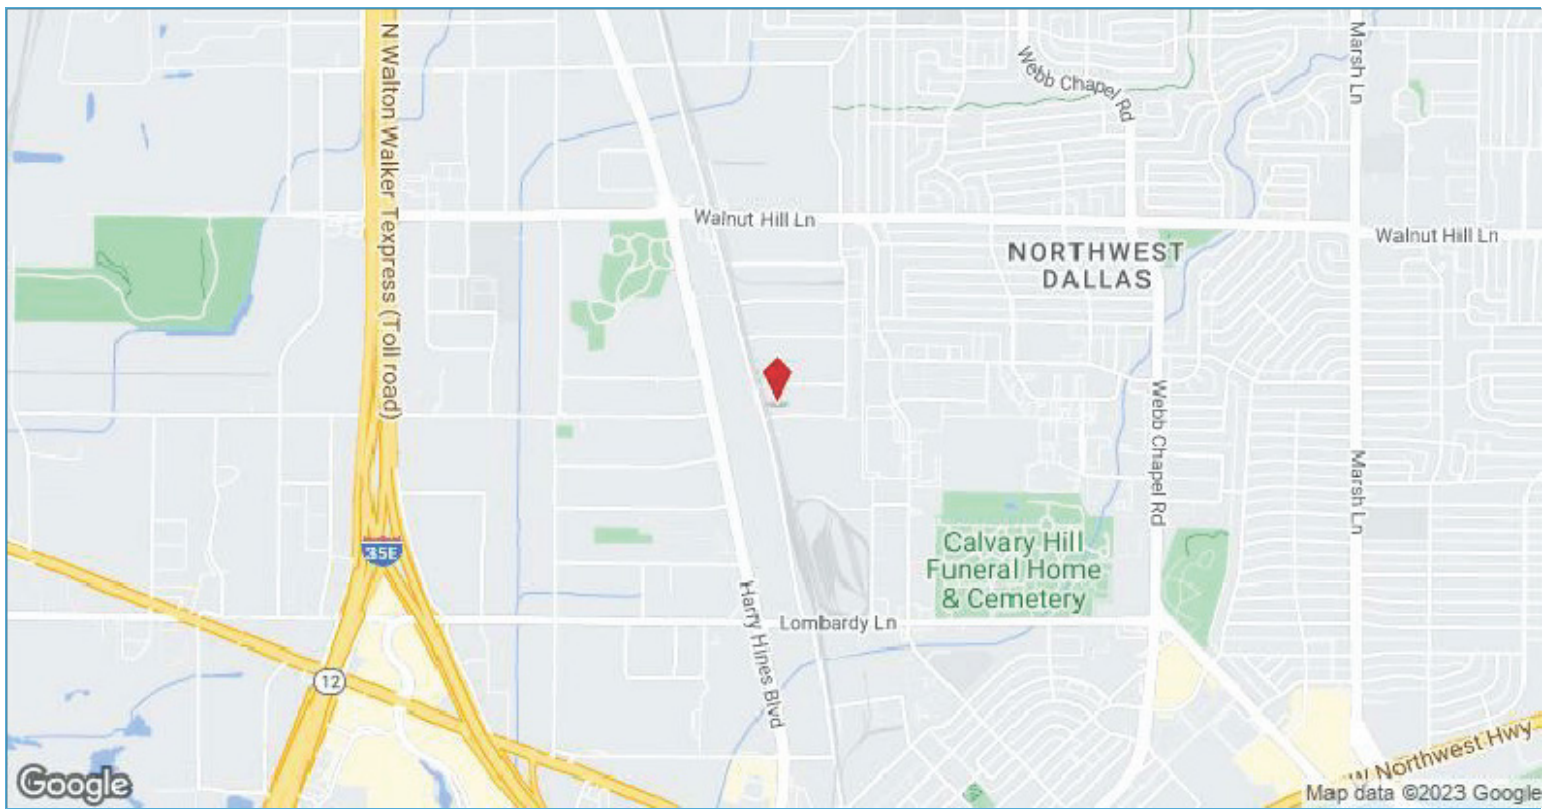 N Walton Walker Texpress (Toll road)
Webb Chapel Rd
Marsh Ln
Walnut Hill Ln
Walnut Hill Ln
NORTHWEST
DALLAS
Webb Chapel Rd
Marsh Ln
35E
Calvary Hill
Funeral Home
& Cemetery
Harry Hines Blvd
Lombardy Ln
12
W Northwest Hwy
Google
Map data ©2023 Google